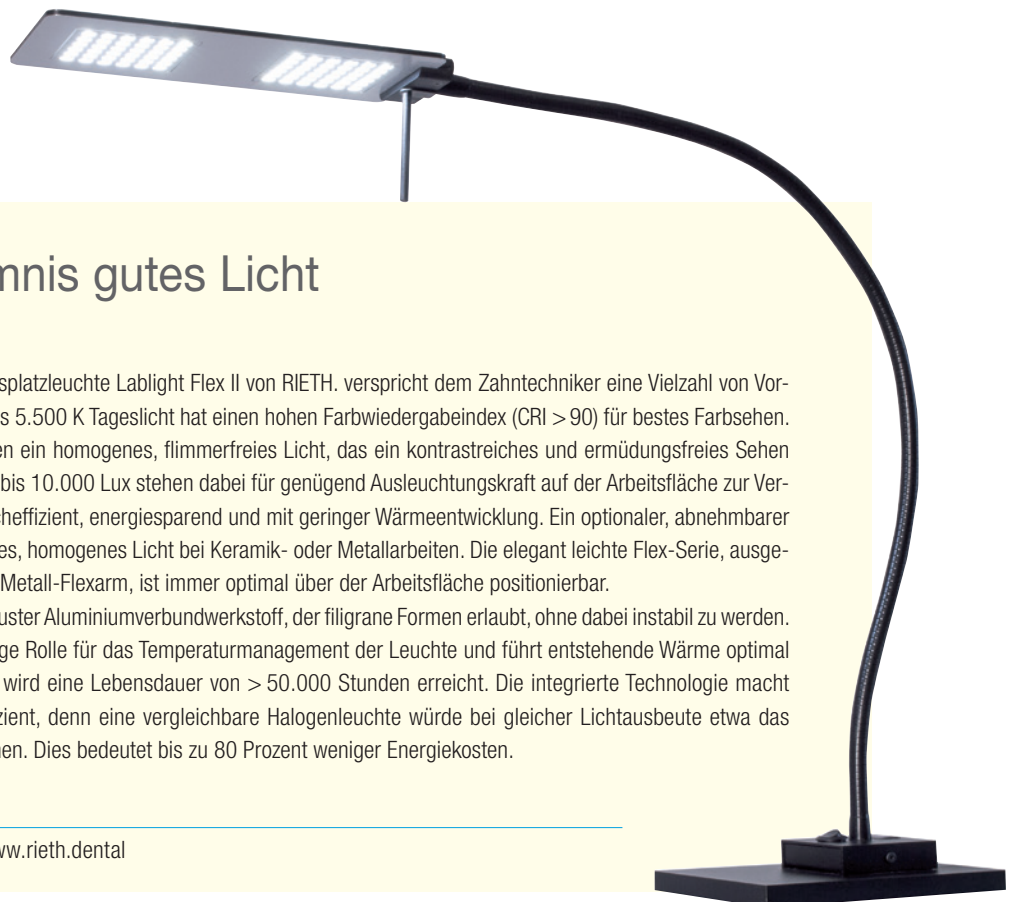 mnis gutes Licht
splatzleuchte Lablight Flex II von RIETH. verspricht dem Zahntechniker eine Vielzahl von Vor-
s 5.500 K Tageslicht hat einen hohen Farbwiedergabeindex (CRI > 90) für bestes Farbsehen.
en ein homogenes, flimmerfreies Licht, das ein kontrastreiches und ermüdungsfreies Sehen
bis 10.000 Lux stehen dabei für genügend Ausleuchtungskraft auf der Arbeitsfläche zur Ver-
cheffizient, energiesparend und mit geringer Wärmeentwicklung. Ein optionaler, abnehmbarer
es, homogenes Licht bei Keramik- oder Metallarbeiten. Die elegant leichte Flex-Serie, ausge-
Metall-Flexarm, ist immer optimal über der Arbeitsfläche positionierbar.
uster Aluminiumverbundwerkstoff, der filigrane Formen erlaubt, ohne dabei instabil zu werden.
ge Rolle für das Temperaturmanagement der Leuchte und führt entstehende Wärme optimal
wird eine Lebensdauer von > 50.000 Stunden erreicht. Die integrierte Technologie macht
zient, denn eine vergleichbare Halogenleuchte würde bei gleicher Lichtausbeute etwa das
hen. Dies bedeutet bis zu 80 Prozent weniger Energiekosten.
ww.rieth.dental